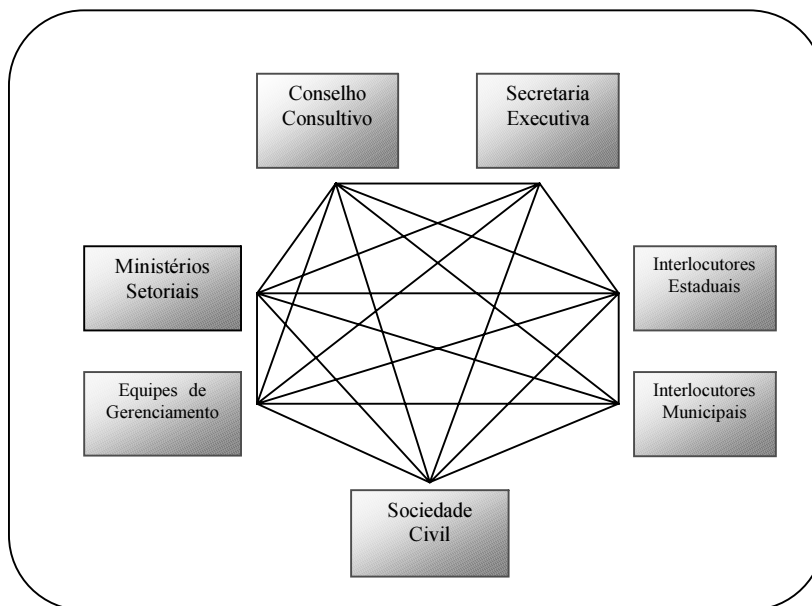 Conselho
Consultivo
Secretaria
Executiva
Ministérios
Setoriais
Interlocutores
Estaduais
Equipes de
Gerenciamento
Interlocutores
Municipais
Sociedade
Civil